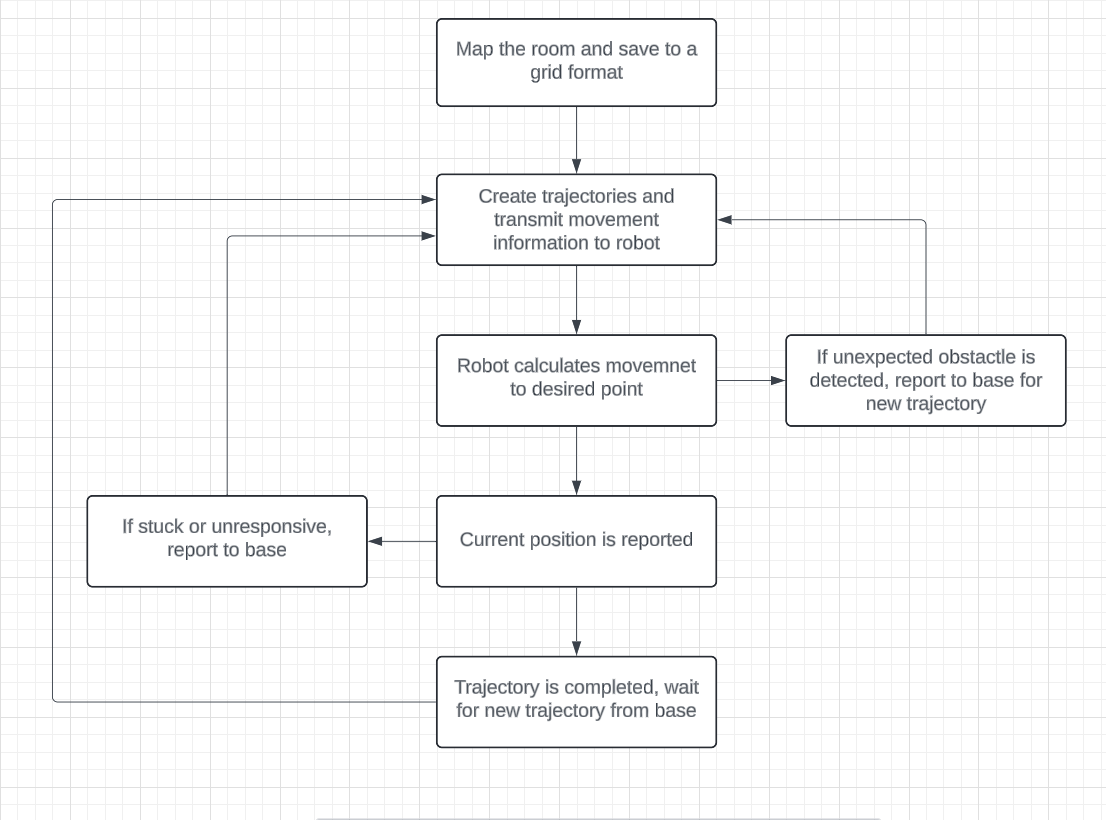 Map the room and save to a
grid format
Create trajectories and
transmit movement
information to robot
Robot calculates movemnet
to desired point
If unexpected obstactle is
detected, report to base for
new trajectory
If stuck or unresponsive,
report to base
Current position is reported
Trajectory is completed, wait
for new trajectory from base